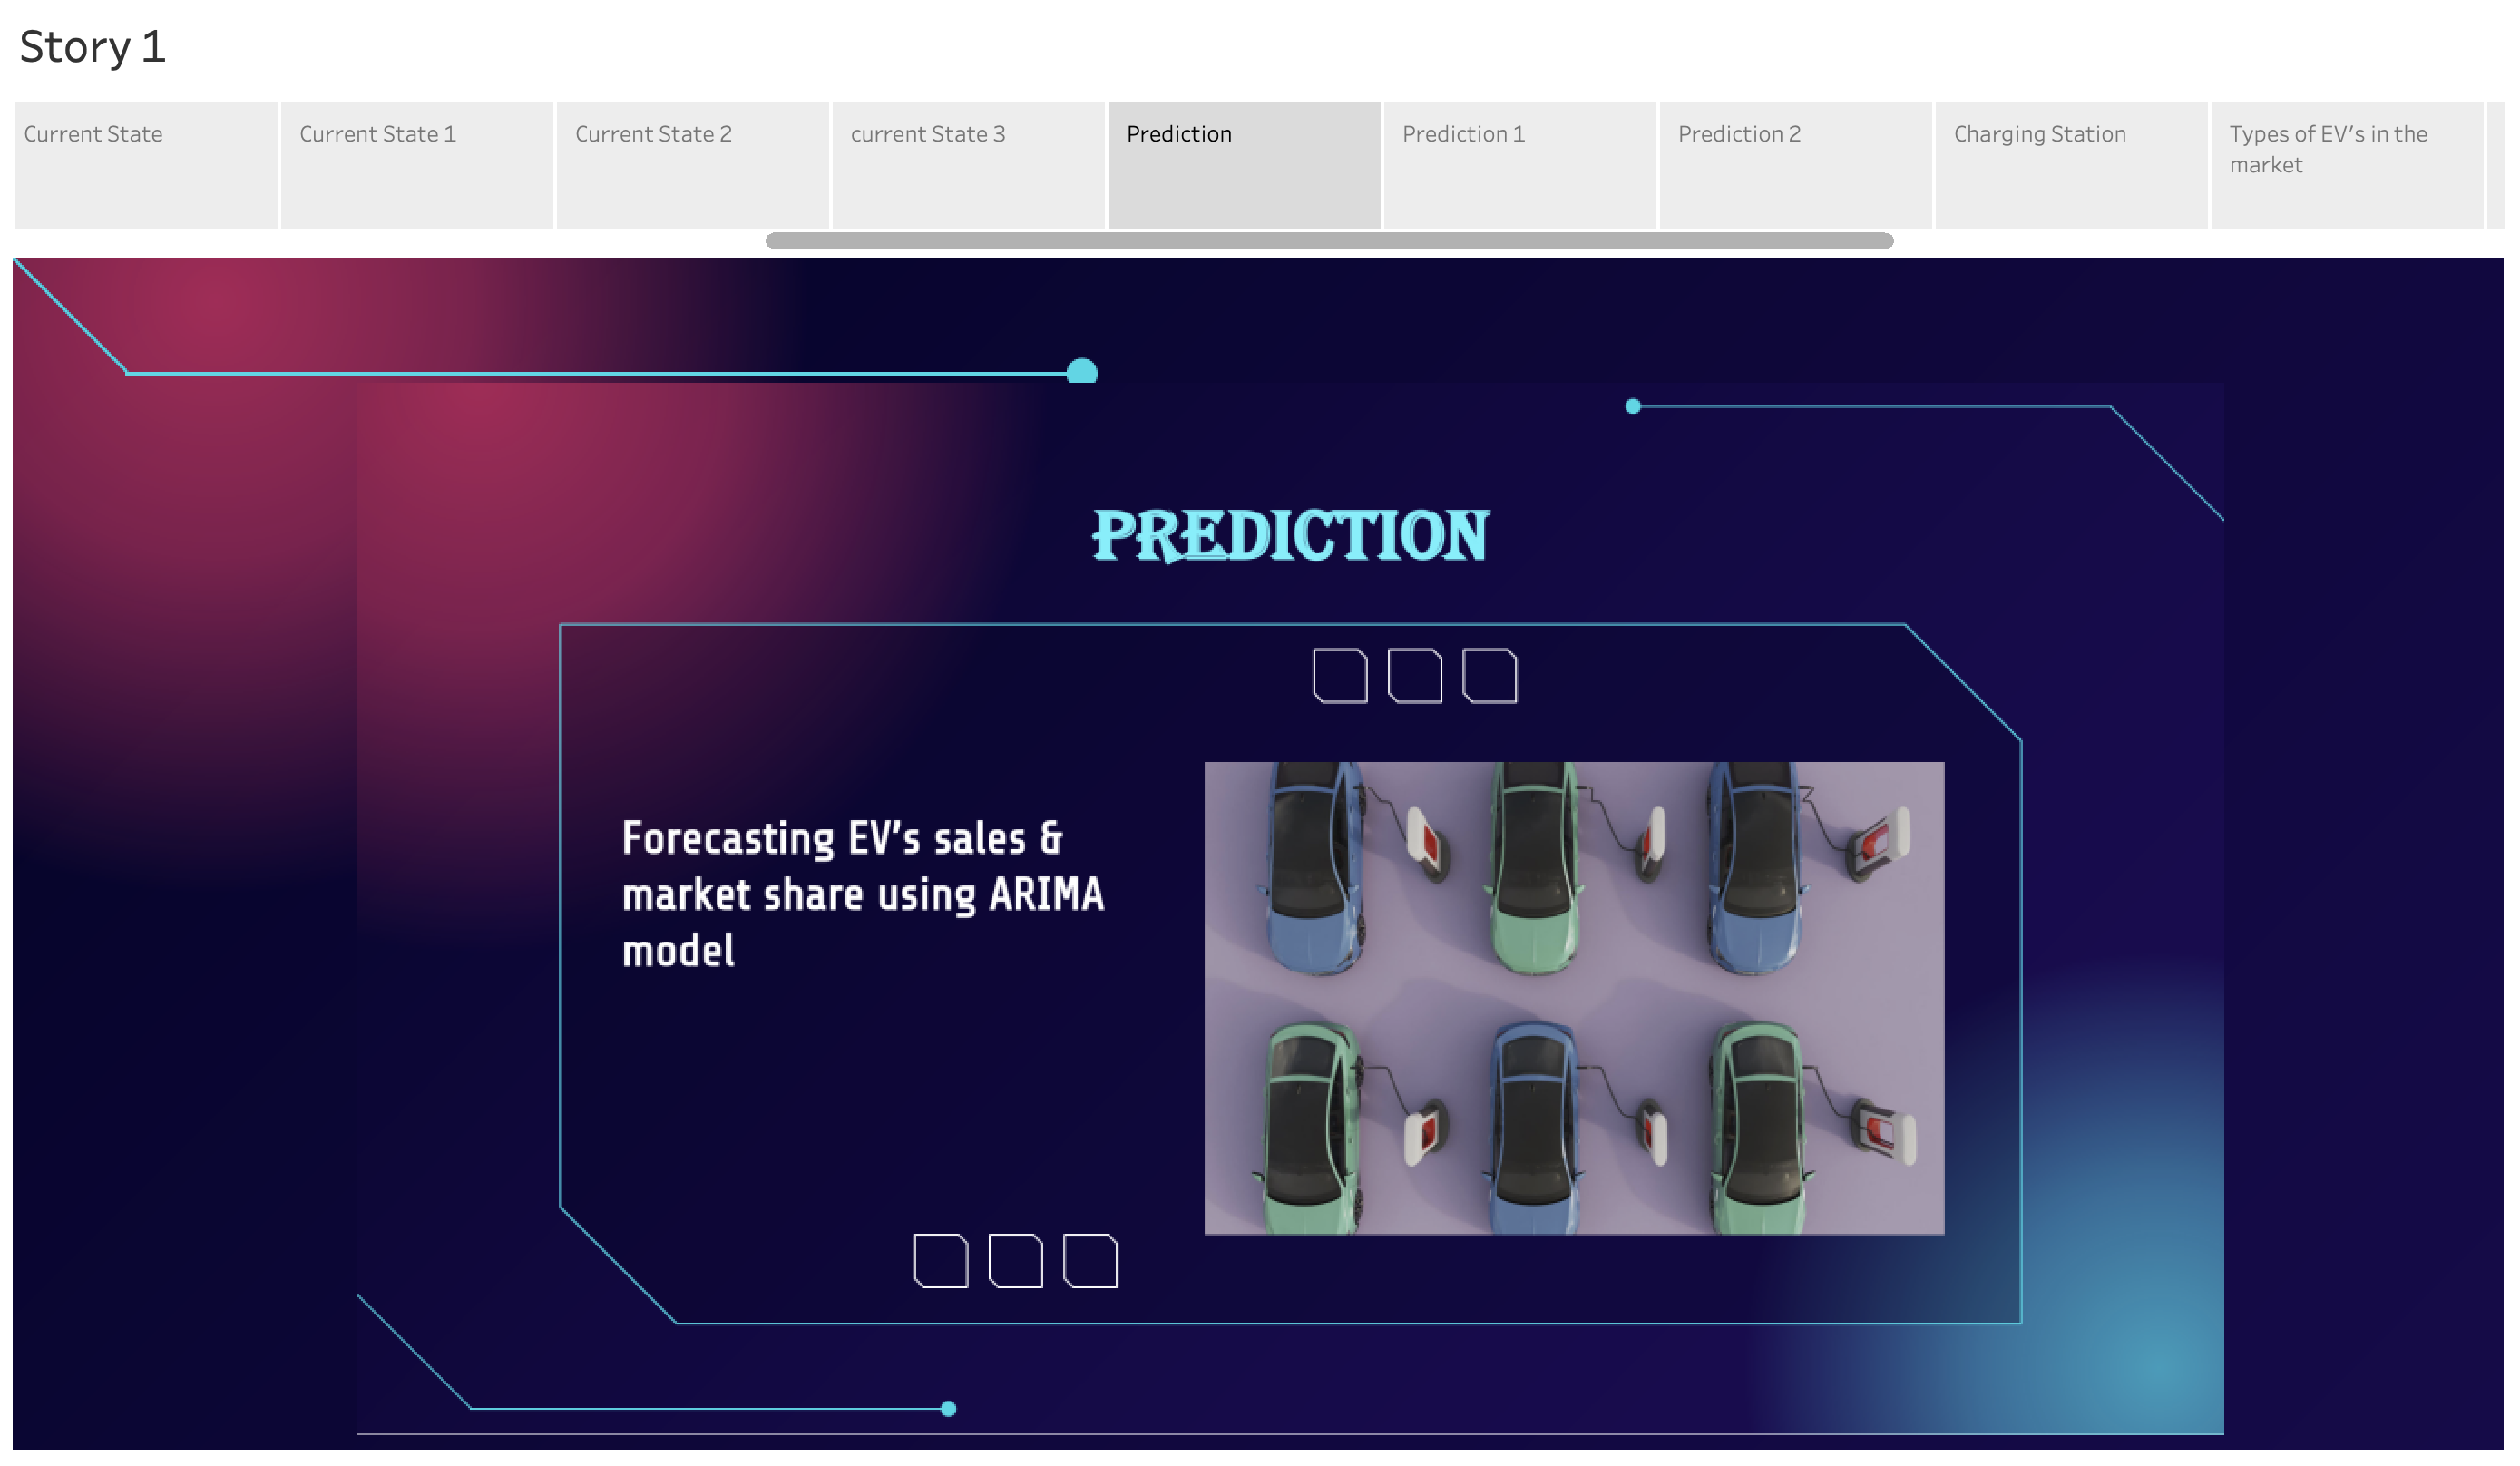 Story 1
Current State
Current State 1
Current State 2
current State 3
Prediction
Prediction 1
Prediction 2
Charging Station
Types of EV's in the
market
PREDICTION
Forecasting EV's sales &
market share using ARIMA
model